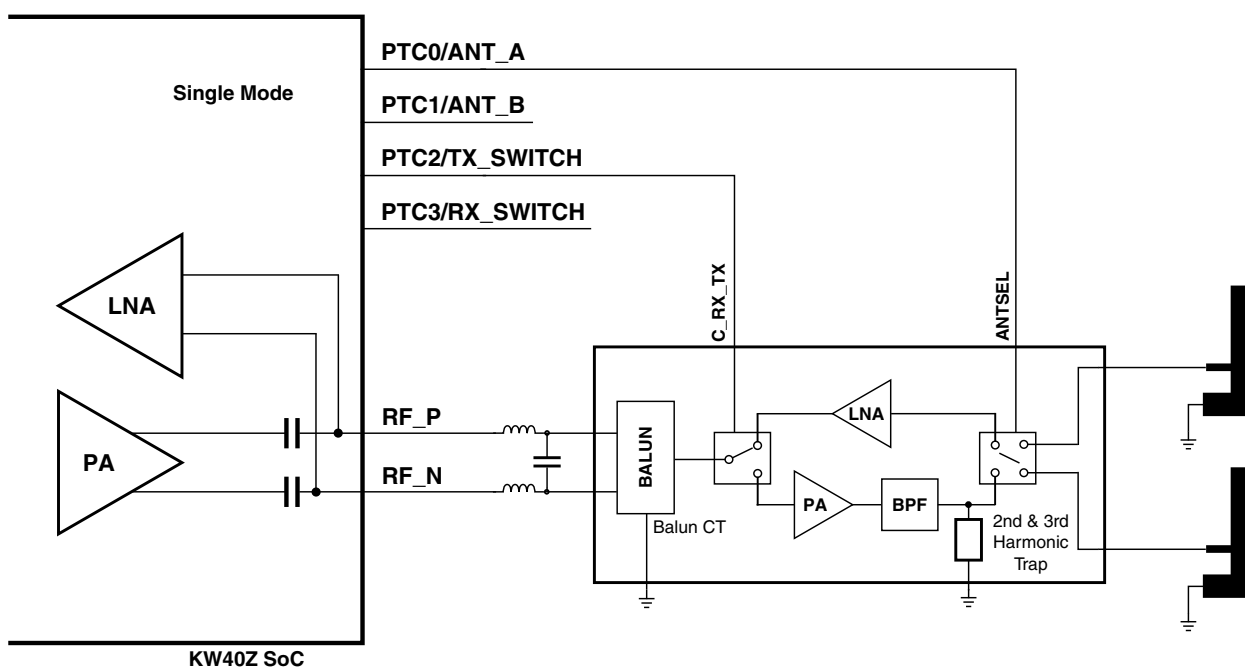 PTC0/ANT_A
Single Mode
PTC1/ANT_B
PTC2/TX_SWITCH
PTC3/RX_SWITCH
C_RX_TX
ANTSEL
LNA
LNA
RF_P
PA
BALUN
RF_N
PA
BPF
Balun CT
2nd & 3rd
Harmonic
Trap
KW40Z SoC